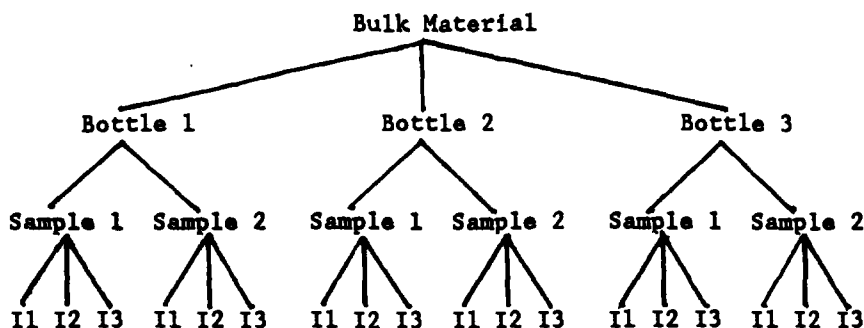 Bulk Material
Bottle 1 Bottle 2 Bottle 3
Sample 1 Sample 2 Sample 1 Sample 2 Sample 1 Sample 2
I1 I2 I3 I1 I2 I3 I1 I2 I3 I1 I2 I3 I1 I2 I3 I1 I2 I3